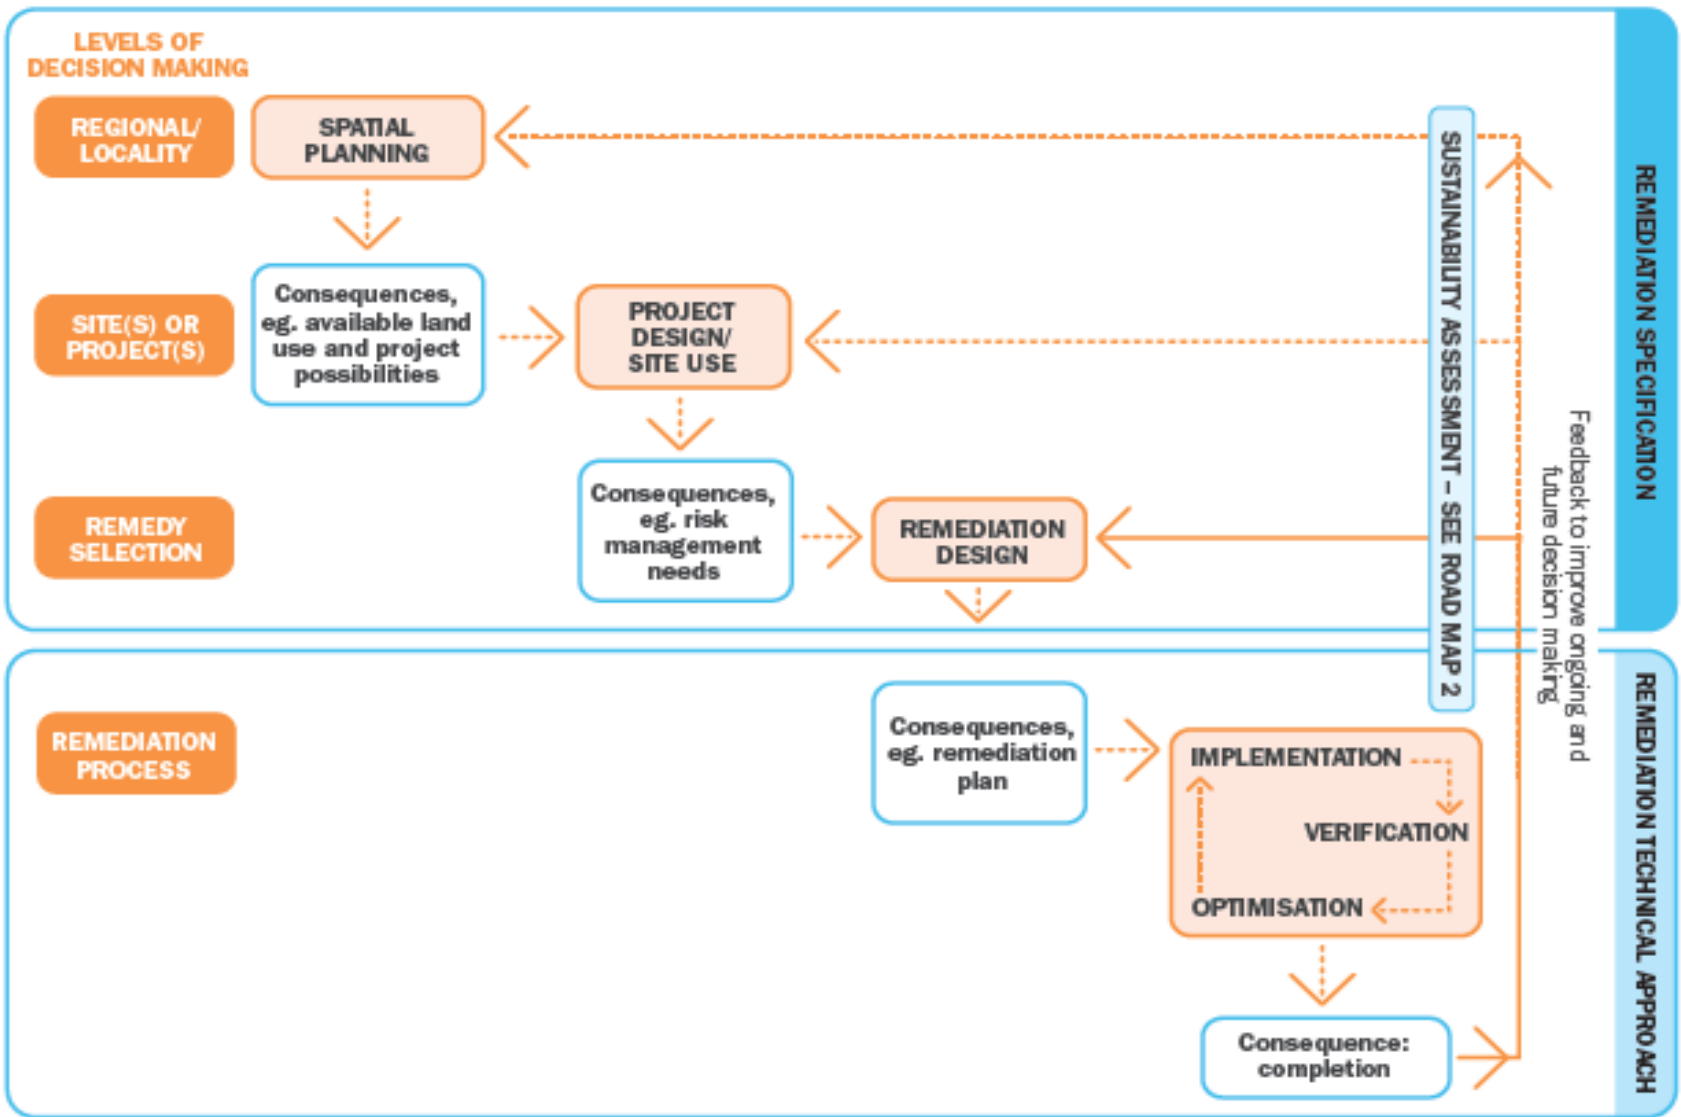 LEVELS OF
DECISION MAKING
REGIONAL/
LOCALITY
SPATIAL
PLANNING
SITE(S) OR
PROJECT(S)
Consequences,
eg. available land
use and project
possibilities
PROJECT
DESIGN/
SITE USE
REMEDY
SELECTION
Consequences,
eg. risk
management
needs
REMEDIATION
DESIGN
SUSTAINABILITY ASSESSMENT – SEE ROAD MAP 2
Feedback to improve ongoing and
future decision making
REMEDIATION SPECIFICATION
REMEDIATION
PROCESS
Consequences,
eg. remediation
plan
IMPLEMENTATION
VERIFICATION
OPTIMISATION
Consequence:
completion
REMEDIATION TECHNICAL APPROACH